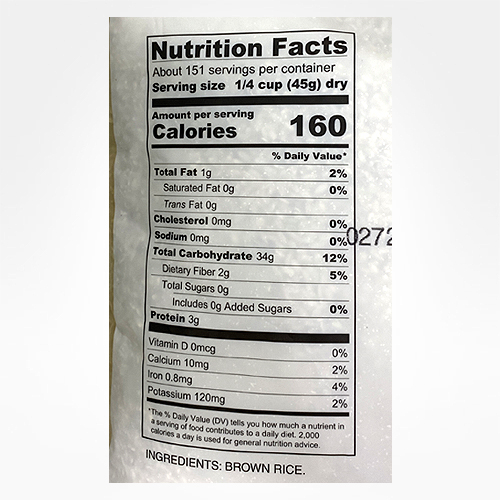 Nutrition Facts
About 151 servings per container
Serving size 1/4 cup (45g) dry
Amount per serving
Calories 160
% Daily Value*
Total Fat 1g 2%
Saturated Fat 0g 0%
Trans Fat 0g
Cholesterol 0mg 0%
Sodium 0mg 0%
0272
Total Carbohydrate 34g 12%
Dietary Fiber 2g 5%
Total Sugars 0g
Includes 0g Added Sugars 0%
Protein 3g
Vitamin D 0mcg 0%
Calcium 10mg 2%
Iron 0.8mg 4%
Potassium 120mg 2%
*The % Daily Value (DV) tells you how much a nutrient in
a serving of food contributes to a daily diet. 2,000
calories a day is used for general nutrition advice.
INGREDIENTS: BROWN RICE.